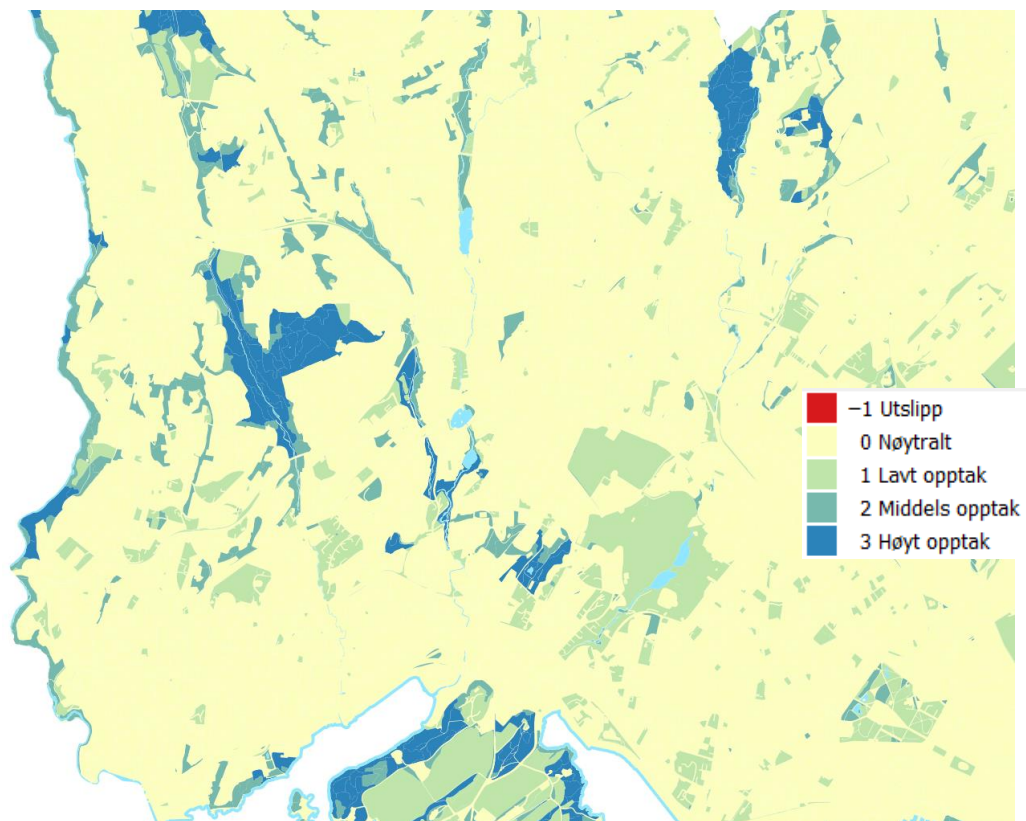 −1 Utslipp
0 Nøytralt
1 Lavt opptak
2 Middels opptak
3 Høyt opptak